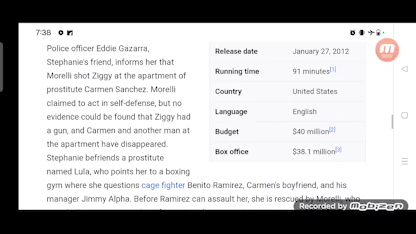 7:38
Police officer Eddie Gazarra,
Stephanie's friend, informs her that
Morelli shot Ziggy at the apartment of
prostitute Carmen Sanchez. Morelli
claimed to act in self-defense, but no
evidence could be found that Ziggy had
a gun, and Carmen and another man at
the apartment have disappeared.
Stephanie befriends a prostitute
named Lula, who points her to a boxing
gym where she questions cage fighter Benito Ramirez, Carmen's boyfriend, and his
manager Jimmy Alpha. Before Ramirez can assault her, she is rescued by Morelli, who
Release date January 27, 2012
Running time 91 minutes[1]
Country United States
Language English
Budget $40 million[2]
Box office $38.1 million[3]
Recorded by Mobizen